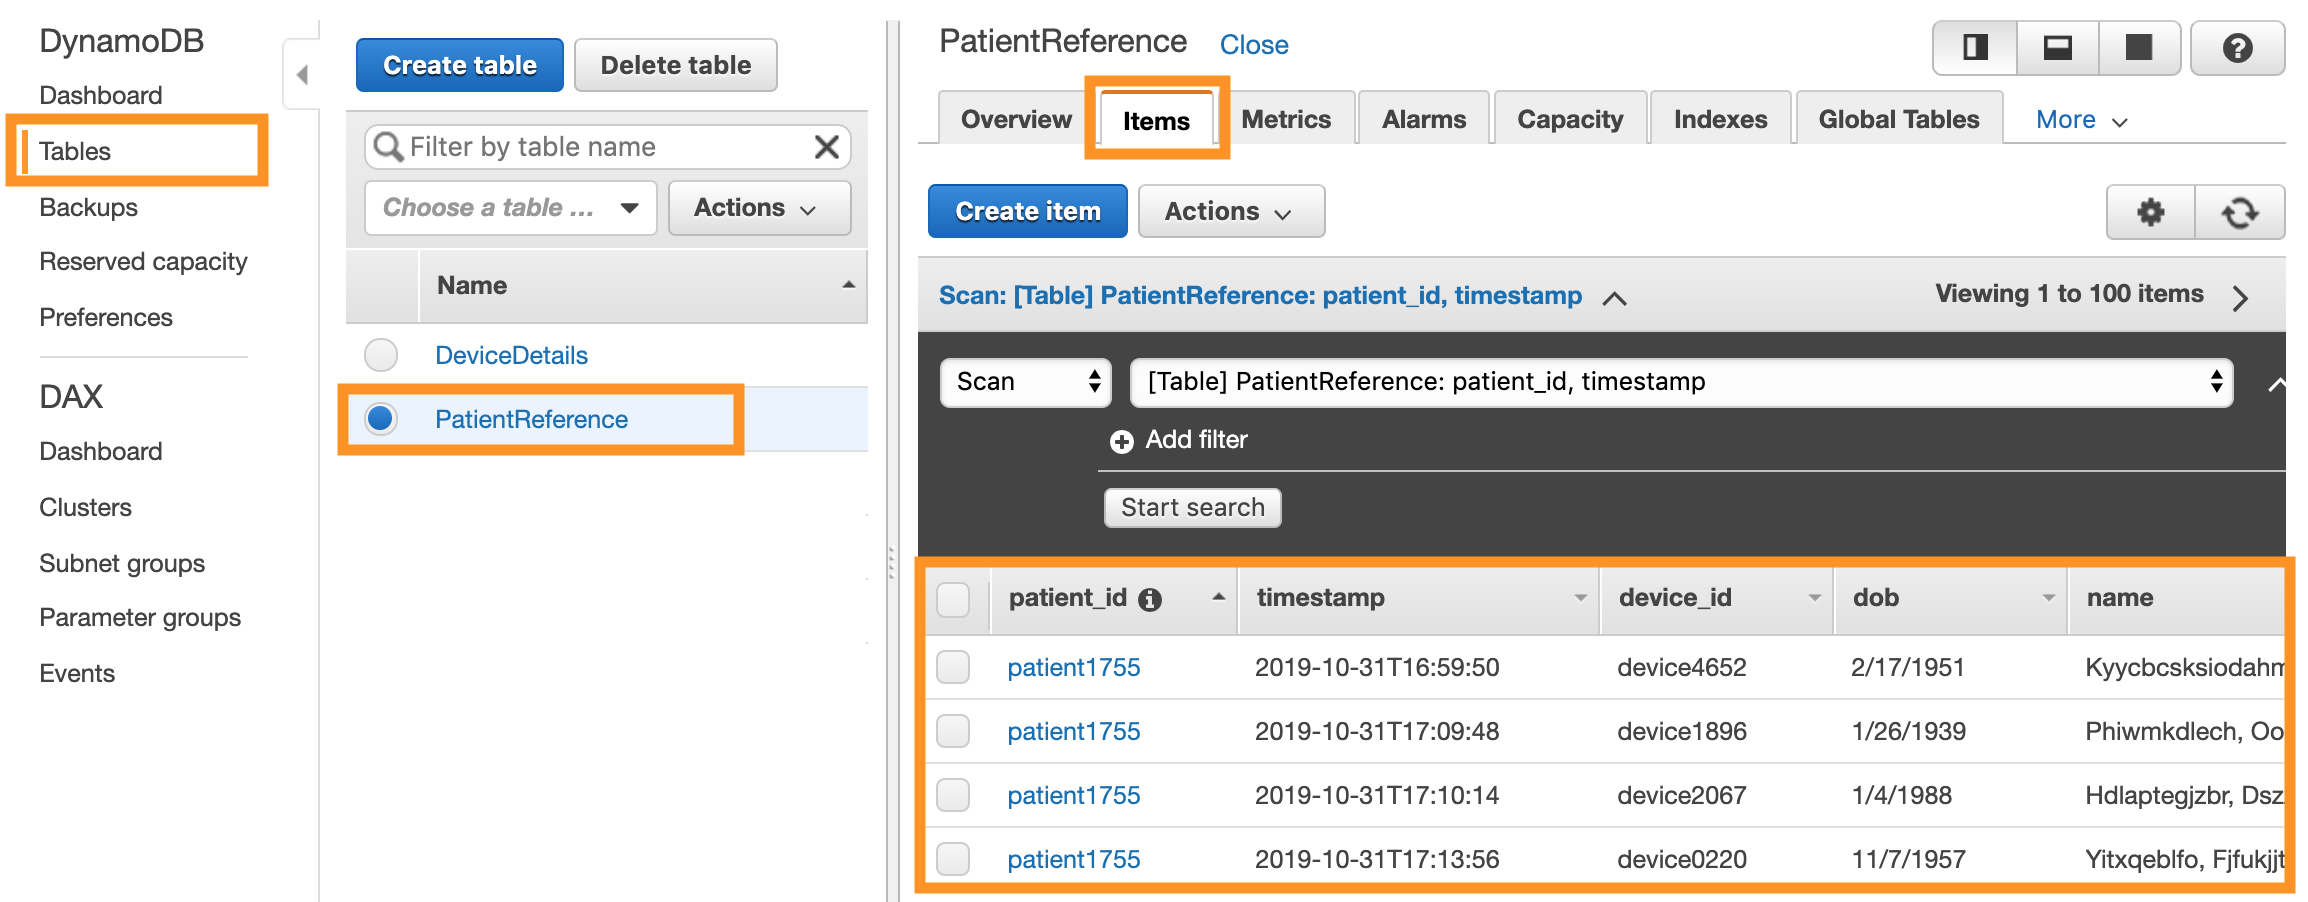 DynamoDB
Dashboard
Tables
Backups
Reserved capacity
Preferences
DAX
Dashboard
Clusters
Subnet groups
Parameter groups
Events
Create table
Delete table
Filter by table name
Choose a table ...
Actions
Name
DeviceDetails
PatientReference
PatientReference Close
Overview Items Metrics Alarms Capacity Indexes Global Tables More
Create item Actions
Scan: [Table] PatientReference: patient_id, timestamp Viewing 1 to 100 items
Scan [Table] PatientReference: patient_id, timestamp
Add filter
Start search
patient_id timestamp device_id dob name
patient1755 2019-10-31T16:59:50 device4652 2/17/1951 Kyycbcsksiodahm
patient1755 2019-10-31T17:09:48 device1896 1/26/1939 Phiwmkdlech, Oo
patient1755 2019-10-31T17:10:14 device2067 1/4/1988 Hdlaptegjzbr, Dsz
patient1755 2019-10-31T17:13:56 device0220 11/7/1957 Yitxqeblfo, Fjfukjjt